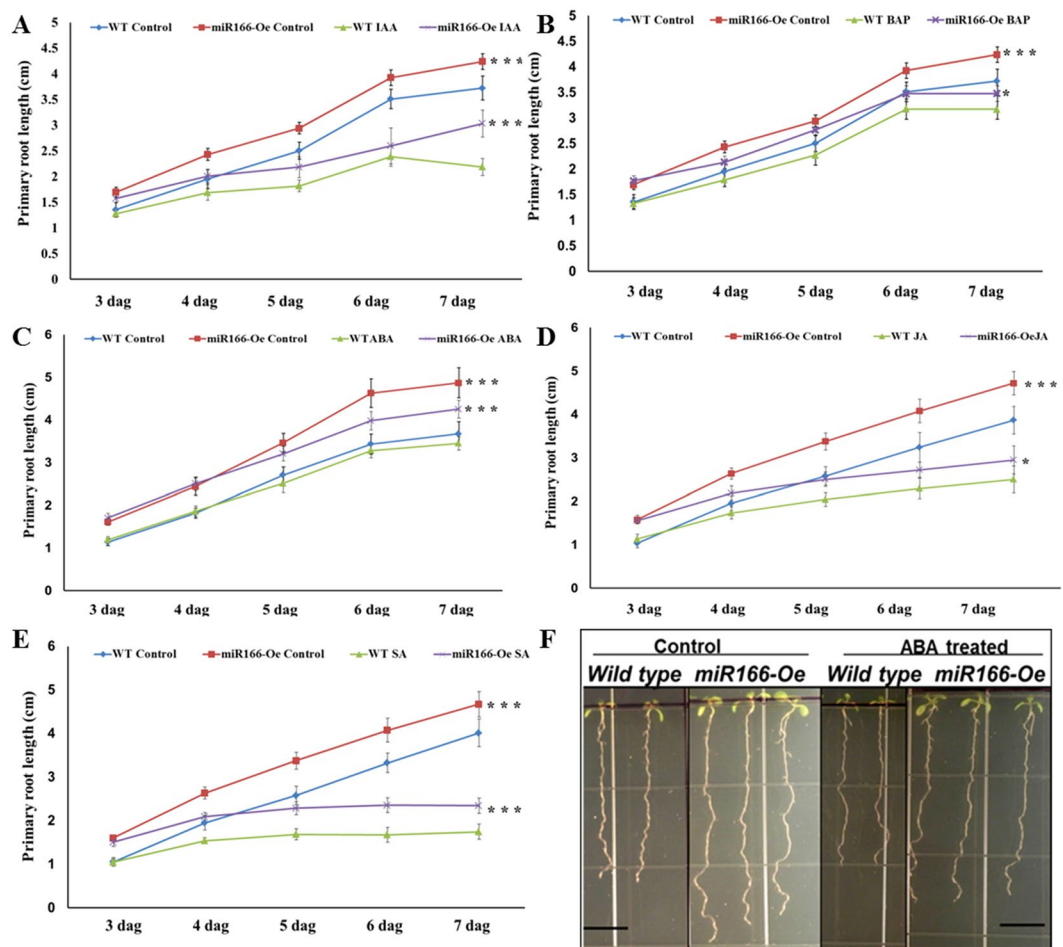 A
WT Control miR166-Oe Control WT IAA miR166-Oe IAA
Primary root length (cm)
5
4.5
4
3.5
3
2.5
2
1.5
1
0.5
0
* * *
* * *
3 dag 4 dag 5 dag 6 dag 7 dag
B
WT Control miR166-Oe Control WT BAP miR166-Oe BAP
Primary root length (cm)
5
4.5
4
3.5
3
2.5
2
1.5
1
0.5
0
* * *
*
3 dag 4 dag 5 dag 6 dag 7 dag
C
WT Control miR166-Oe Control WTABA miR166-Oe ABA
Primary root length (cm)
6
5
4
3
2
1
0
* * *
* * *
3 dag 4 dag 5 dag 6 dag 7 dag
D
WT Control miR166-Oe Control WT JA miR166-OeJA
Primary root length (cm)
6
5
4
3
2
1
0
* * *
*
3 dag 4 dag 5 dag 6 dag 7 dag
E
WT Control miR166-Oe Control WT SA miR166-Oe SA
Primary root length (cm)
6
5
4
3
2
1
0
* * *
* * *
3 dag 4 dag 5 dag 6 dag 7 dag
F
Control ABA treated
Wild type miR166-Oe Wild type miR166-Oe